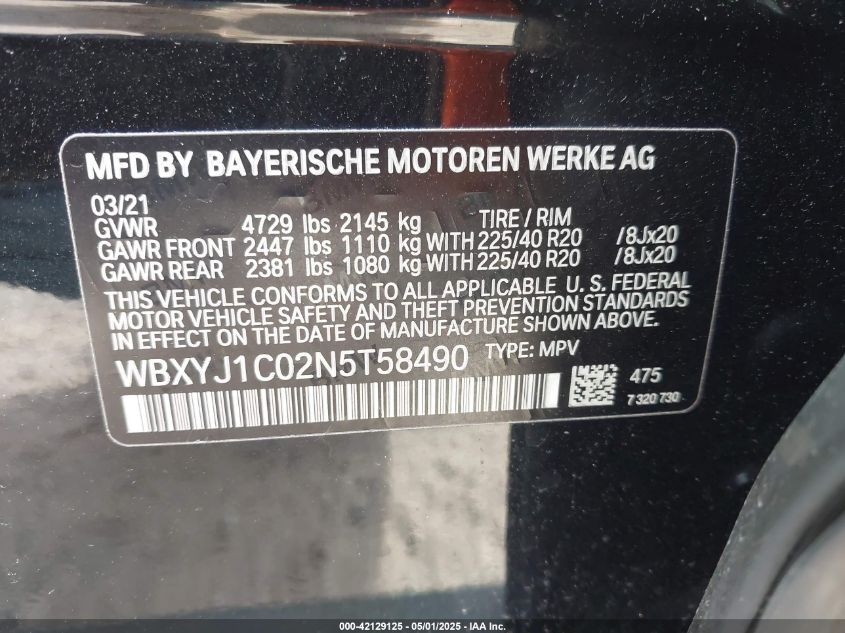 MFD BY BAYERISCHE MOTOREN WERKE AG
03/21
GVWR 4729 lbs 2145 kg TIRE / RIM
GAWR FRONT 2447 lbs 1110 kg WITH 225/40 R20 /8Jx20
GAWR REAR 2381 lbs 1080 kg WITH 225/40 R20 /8Jx20
THIS VEHICLE CONFORMS TO ALL APPLICABLE U. S. FEDERAL
MOTOR VEHICLE SAFETY AND THEFT PREVENTION STANDARDS
IN EFFECT ON THE DATE OF MANUFACTURE SHOWN ABOVE.
WBXYJ1C02N5T58490 TYPE: MPV
475
7 320 730
000-42129125 - 05/01/2025 - IAA Inc.